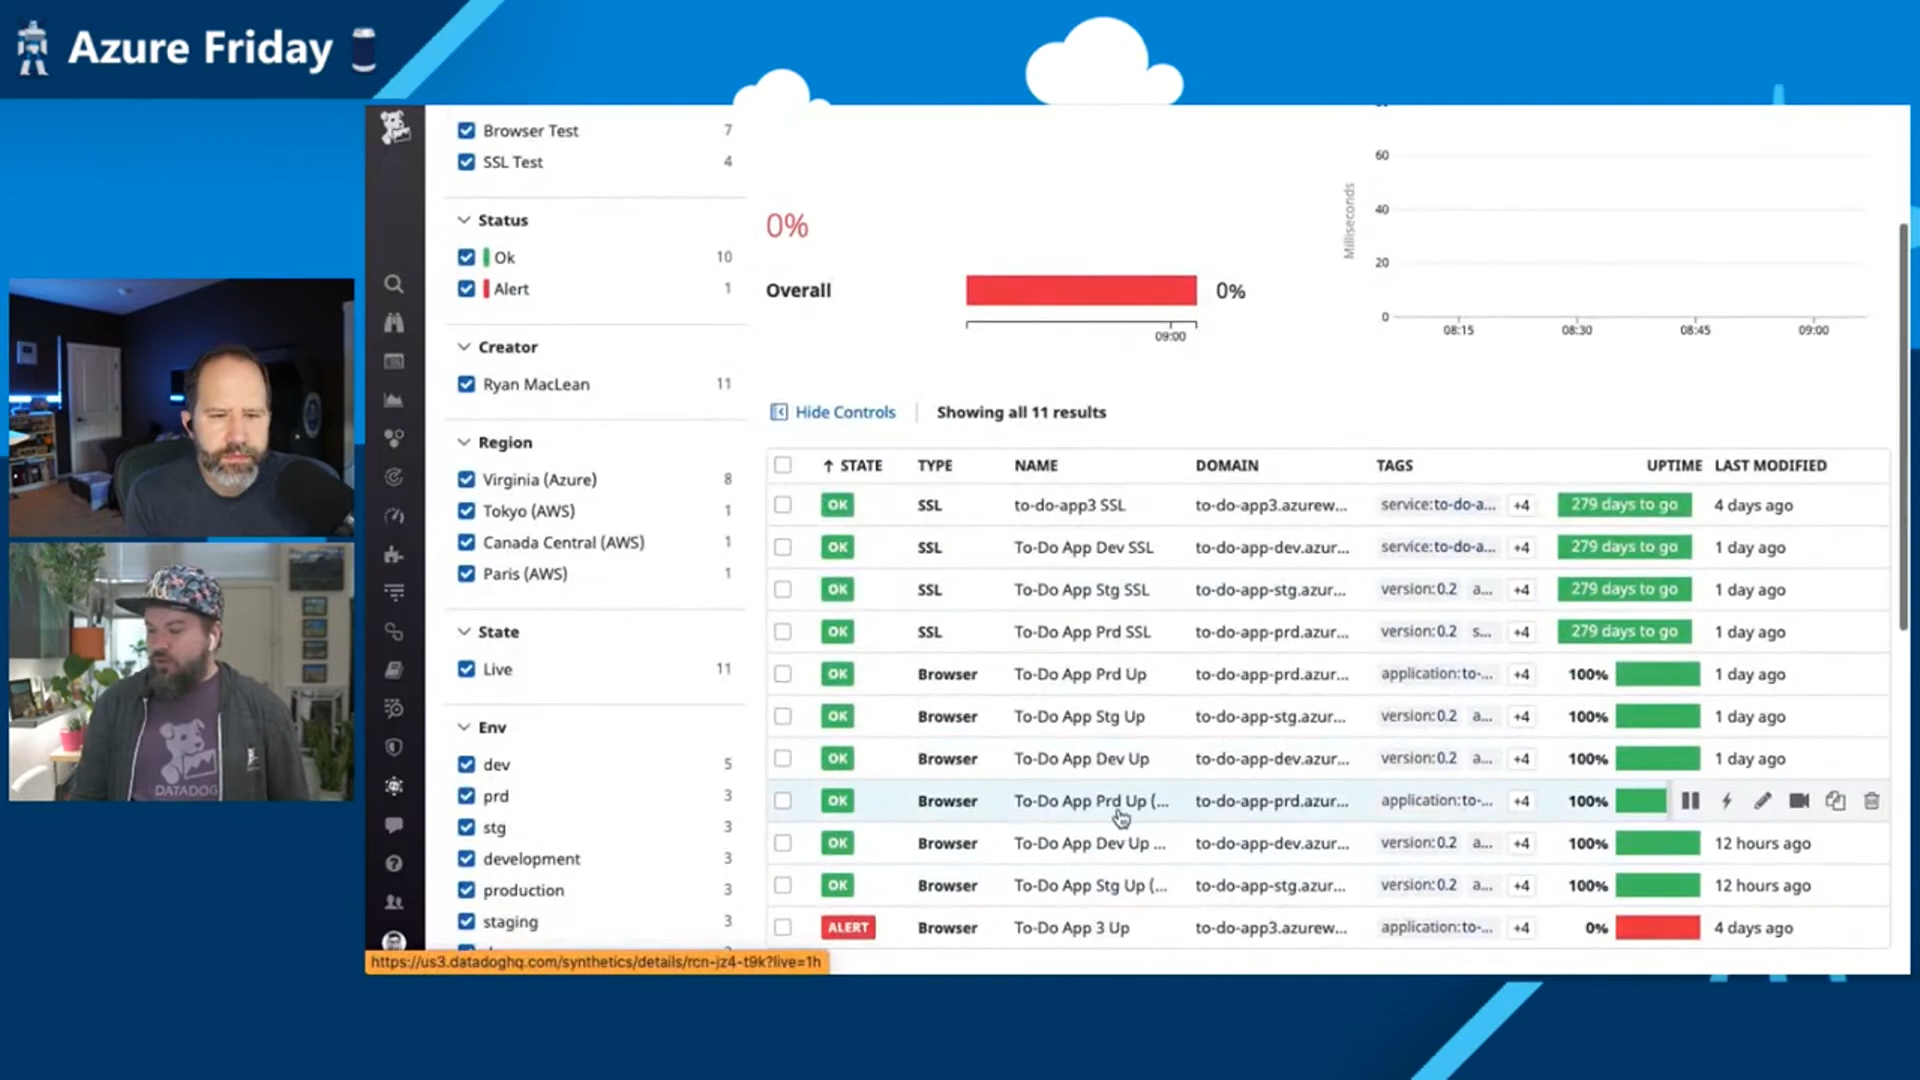 Azure Friday
Browser Test 7
SSL Test 4
Status
Ok 10
Alert 1
Creator
Ryan MacLean 11
Region
Virginia (Azure) 8
Tokyo (AWS) 1
Canada Central (AWS) 1
Paris (AWS) 1
State
Live 11
Env
dev 5
prd 3
stg 3
development 3
production 3
staging 3
0%
Overall 0%
09:00
Milliseconds
60
40
20
0
08:15 08:30 08:45 09:00
Hide Controls Showing all 11 results
↑ STATE TYPE NAME DOMAIN TAGS UPTIME LAST MODIFIED
OK SSL to-do-app3 SSL to-do-app3.azurew... service:to-do-a... +4 279 days to go 4 days ago
OK SSL To-Do App Dev SSL to-do-app-dev.azur... service:to-do-a... +4 279 days to go 1 day ago
OK SSL To-Do App Stg SSL to-do-app-stg.azur... version:0.2 a... +4 279 days to go 1 day ago
OK SSL To-Do App Prd SSL to-do-app-prd.azur... version:0.2 s... +4 279 days to go 1 day ago
OK Browser To-Do App Prd Up to-do-app-prd.azur... application:to-... +4 100% 1 day ago
OK Browser To-Do App Stg Up to-do-app-stg.azur... version:0.2 a... +4 100% 1 day ago
OK Browser To-Do App Dev Up to-do-app-dev.azur... version:0.2 a... +4 100% 1 day ago
OK Browser To-Do App Prd Up (... to-do-app-prd.azur... application:to-... +4 100%
OK Browser To-Do App Dev Up ... to-do-app-dev.azur... version:0.2 a... +4 100% 12 hours ago
OK Browser To-Do App Stg Up (... to-do-app-stg.azur... version:0.2 a... +4 100% 12 hours ago
ALERT Browser To-Do App 3 Up to-do-app3.azurew... application:to-... +4 0% 4 days ago
https://us3.datadoghq.com/synthetics/details/rcn-jz4-t9k?live=1h
DATADOG